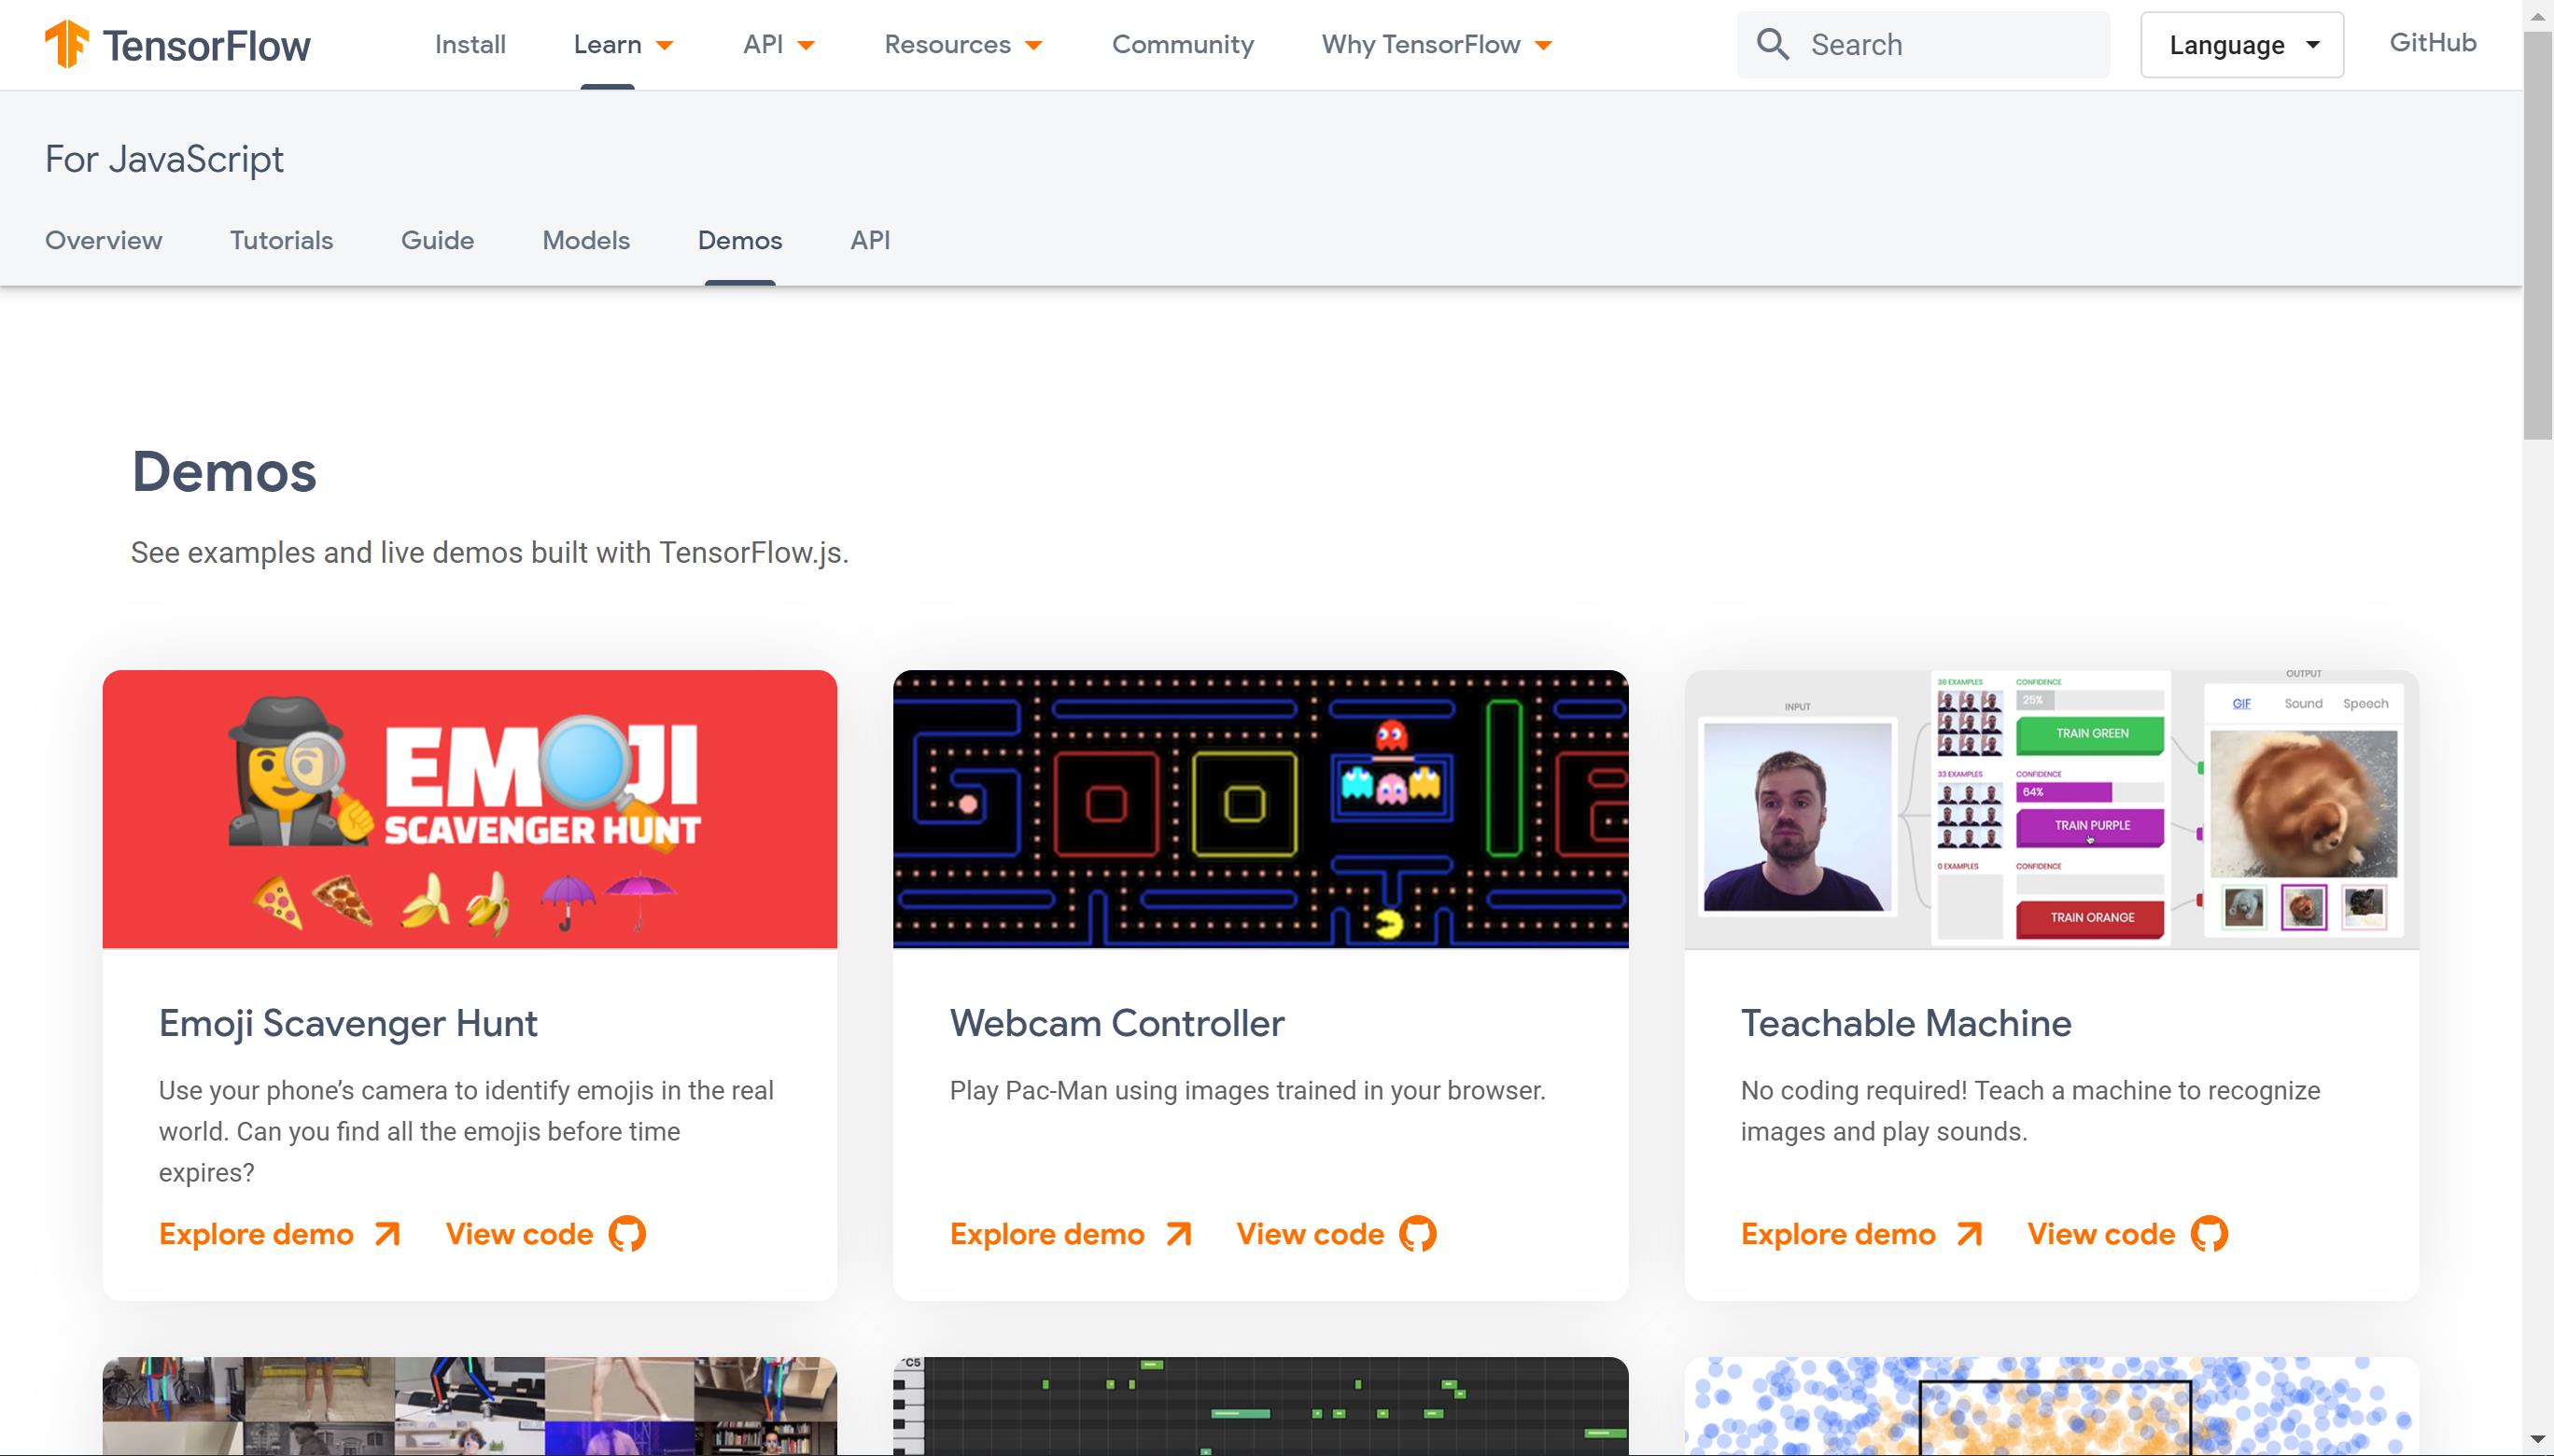 TensorFlow
Install
Learn
API
Resources
Community
Why TensorFlow
Search
Language
GitHub
For JavaScript
Overview
Tutorials
Guide
Models
Demos
API
Demos
See examples and live demos built with TensorFlow.js.
EMOJI
SCAVENGER HUNT
INPUT
36 EXAMPLES
CONFIDENCE
25%
TRAIN GREEN
33 EXAMPLES
CONFIDENCE
64%
TRAIN PURPLE
0 EXAMPLES
CONFIDENCE
TRAIN ORANGE
OUTPUT
GIF
Sound
Speech
Emoji Scavenger Hunt
Use your phone’s camera to identify emojis in the real
world. Can you find all the emojis before time
expires?
Explore demo
View code
Webcam Controller
Play Pac-Man using images trained in your browser.
Explore demo
View code
Teachable Machine
No coding required! Teach a machine to recognize
images and play sounds.
Explore demo
View code
C5